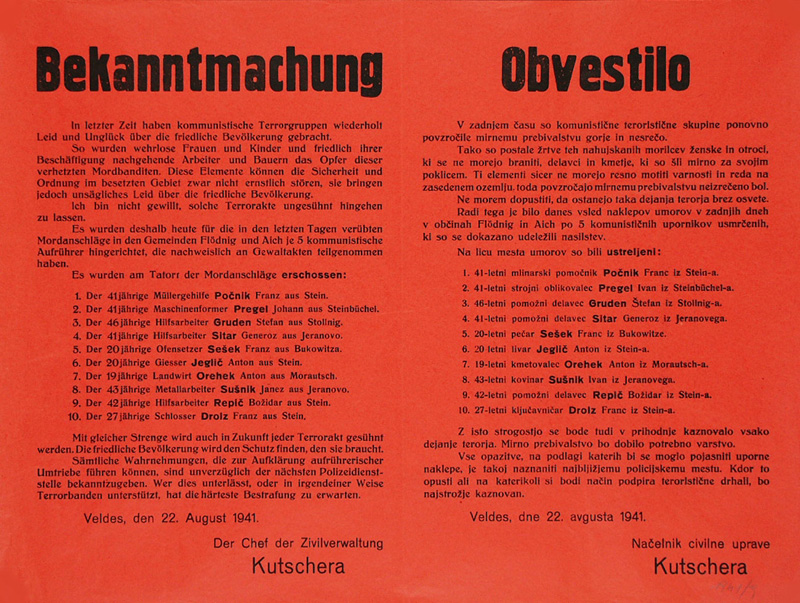 Bekanntmachung
In letzter Zeit haben kommunistische Terrorgruppen wiederholt
Leid und Unglück über die friedliche Bevölkerung gebracht.
So wurden wehrlose Frauen und Kinder und friedlich ihrer
Beschäftigung nachgehende Arbeiter und Bauern das Opfer dieser
verhetzten Mordbanditen. Diese Elemente können die Sicherheit und
Ordnung im besetzten Gebiet zwar nicht ernstlich stören, sie bringen
jedoch unsägliches Leid über die friedliche Bevölkerung.
Ich bin nicht gewillt, solche Terrorakte ungesühnt hingehen
zu lassen.
Es wurden deshalb heute für die in den letzten Tagen verübten
Mordanschläge in den Gemeinden Flödnig und Aich je 5 kommunistische
Aufrührer hingerichtet, die nachweislich an Gewaltakten teilgenommen
haben.
Es wurden am Tatort der Mordanschläge erschossen:
1. Der 41jährige Müllergehilfe Počnik Franz aus Stein.
2. Der 41jährige Maschinenformer Pregel Johann aus Steinbüchel.
3. Der 46jährige Hilfsarbeiter Gruden Stefan aus Stollnig.
4. Der 41jährige Hilfsarbeiter Sitar Generoz aus Jeranovo.
5. Der 20jährige Ofensetzer Sešek Franz aus Bukowitza.
6. Der 20jährige Giesser Jeglič Anton aus Stein.
7. Der 19jährige Landwirt Orehek Anton aus Morautsch.
8. Der 43jährige Metallarbeiter Sušnik Janez aus Jeranovo.
9. Der 42jährige Hilfsarbeiter Repič Božidar aus Stein.
10. Der 27jährige Schlosser Drolz Franz aus Stein.
Mit gleicher Strenge wird auch in Zukunft jeder Terrorakt gesühnt
werden. Die friedliche Bevölkerung wird den Schutz finden, den sie braucht.
Sämtliche Wahrnehmungen, die zur Aufklärung aufrührerischer
Umtriebe führen können, sind unverzüglich der nächsten Polizeidienst-
stelle bekanntzugeben. Wer dies unterlässt, oder in irgendeiner Weise
Terrorbanden unterstützt, hat die härteste Bestrafung zu erwarten.
Veldes, den 22. August 1941.
Der Chef der Zivilverwaltung
Kutschera
Obvestilo
V zadnjem času so komunistične teroristične skupine ponovno
povzročile mirnemu prebivalstvu gorje in nesrečo.
Tako so postale žrtve teh nahujskanih morilcev ženske in otroci,
ki se ne morejo braniti, delavci in kmetje, ki so šli mirno za svojim
poklicem. Ti elementi sicer ne morejo resno motiti varnosti in reda na
zasedenem ozemlju, toda povzročajo mirnemu prebivalstvu neizrečeno bol.
Ne morem dopustiti, da ostanejo taka dejanja terorja brez osvete.
Radi tega je bilo danes vsled naklepov umorov v zadnjih dneh
v občinah Flödnig in Aich po 5 komunističnih upornikov usmrčenih,
ki so se dokazano udeležili nasilstev.
Na licu mesta umorov so bili ustreljeni:
1. 41-letni mlinarski pomočnik Počnik Franc iz Stein-a.
2. 41-letni strojni oblikovalec Pregel Ivan iz Steinbüchel-a.
3. 46-letni pomožni delavec Gruden Štefan iz Stollnig-a.
4. 41-letni pomožni delavec Sitar Generoz iz Jeranovega.
5. 20-letni pečar Sešek Franc iz Bukowitze.
6. 20 letni livar Jeglič Anton iz Stein-a.
7. 19-letni kmetovalec Orehek Anton iz Morautsch-a.
8. 43-letni kovinar Sušnik Ivan iz Jeranovega.
9. 42-letni pomožni delavec Repič Božidar iz Stein-a.
10. 27-letni ključavničar Drolz Franc iz Stein-a.
Z isto strogostjo se bode tudi v prihodnje kaznovalo vsako
dejanje terorja. Mirno prebivalstvo bo dobilo potrebno varstvo.
Vse opazitve, na podlagi katerih bi se moglo pojasniti uporne
naklepe, je takoj naznaniti najbližjemu policijskemu mestu. Kdor to
opusti ali na katerikoli si bodi način podpira teroristične drhali, bo
najstrožje kaznovan.
Veldes, dne 22. avgusta 1941.
Načelnik civilne uprave
Kutschera